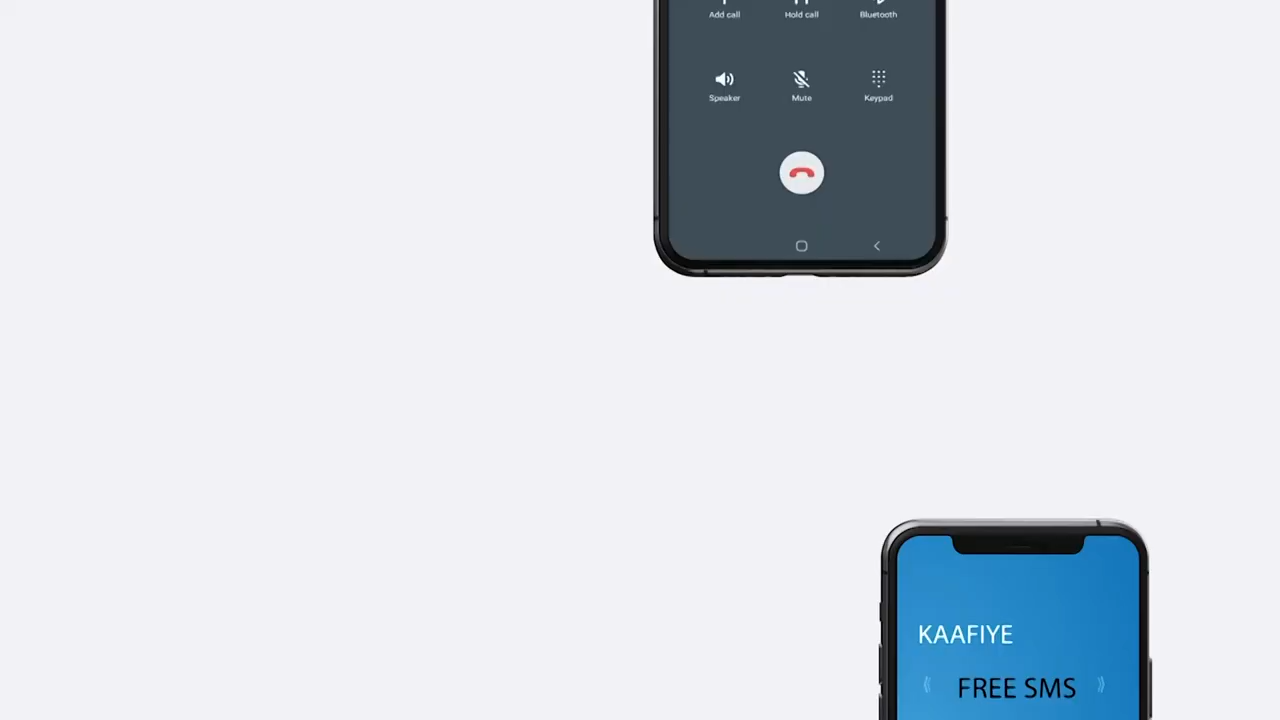 Add call Hold call Bluetooth
Speaker Mute Keypad
KAAFIYE
FREE SMS